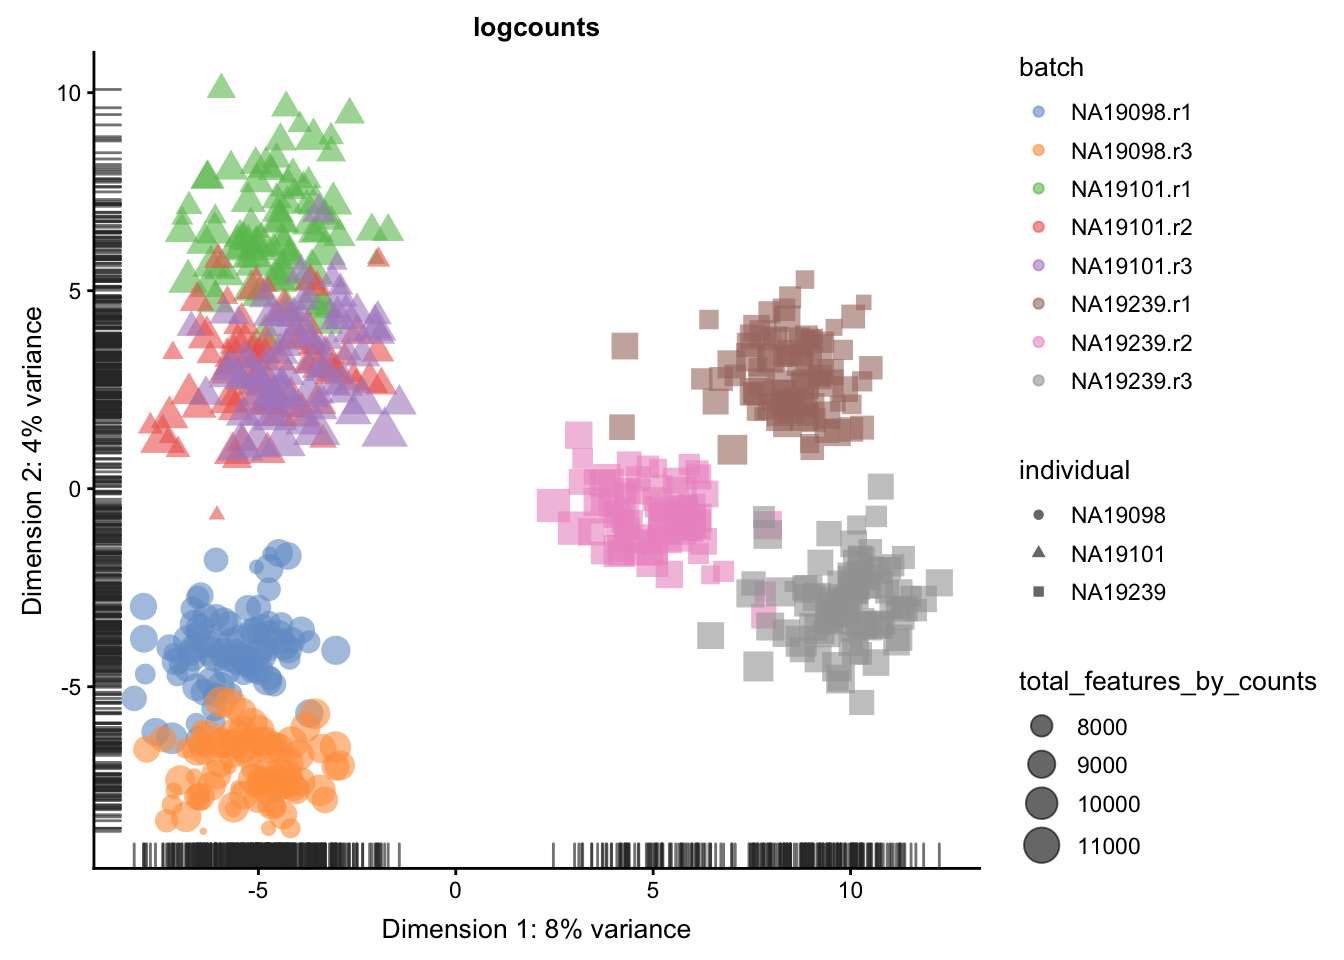 logcounts
10
5
0
-5
Dimension 2: 4% variance
-5
0
5
10
Dimension 1: 8% variance
batch
NA19098.r1
NA19098.r3
NA19101.r1
NA19101.r2
NA19101.r3
NA19239.r1
NA19239.r2
NA19239.r3
individual
NA19098
NA19101
NA19239
total_features_by_counts
8000
9000
10000
11000